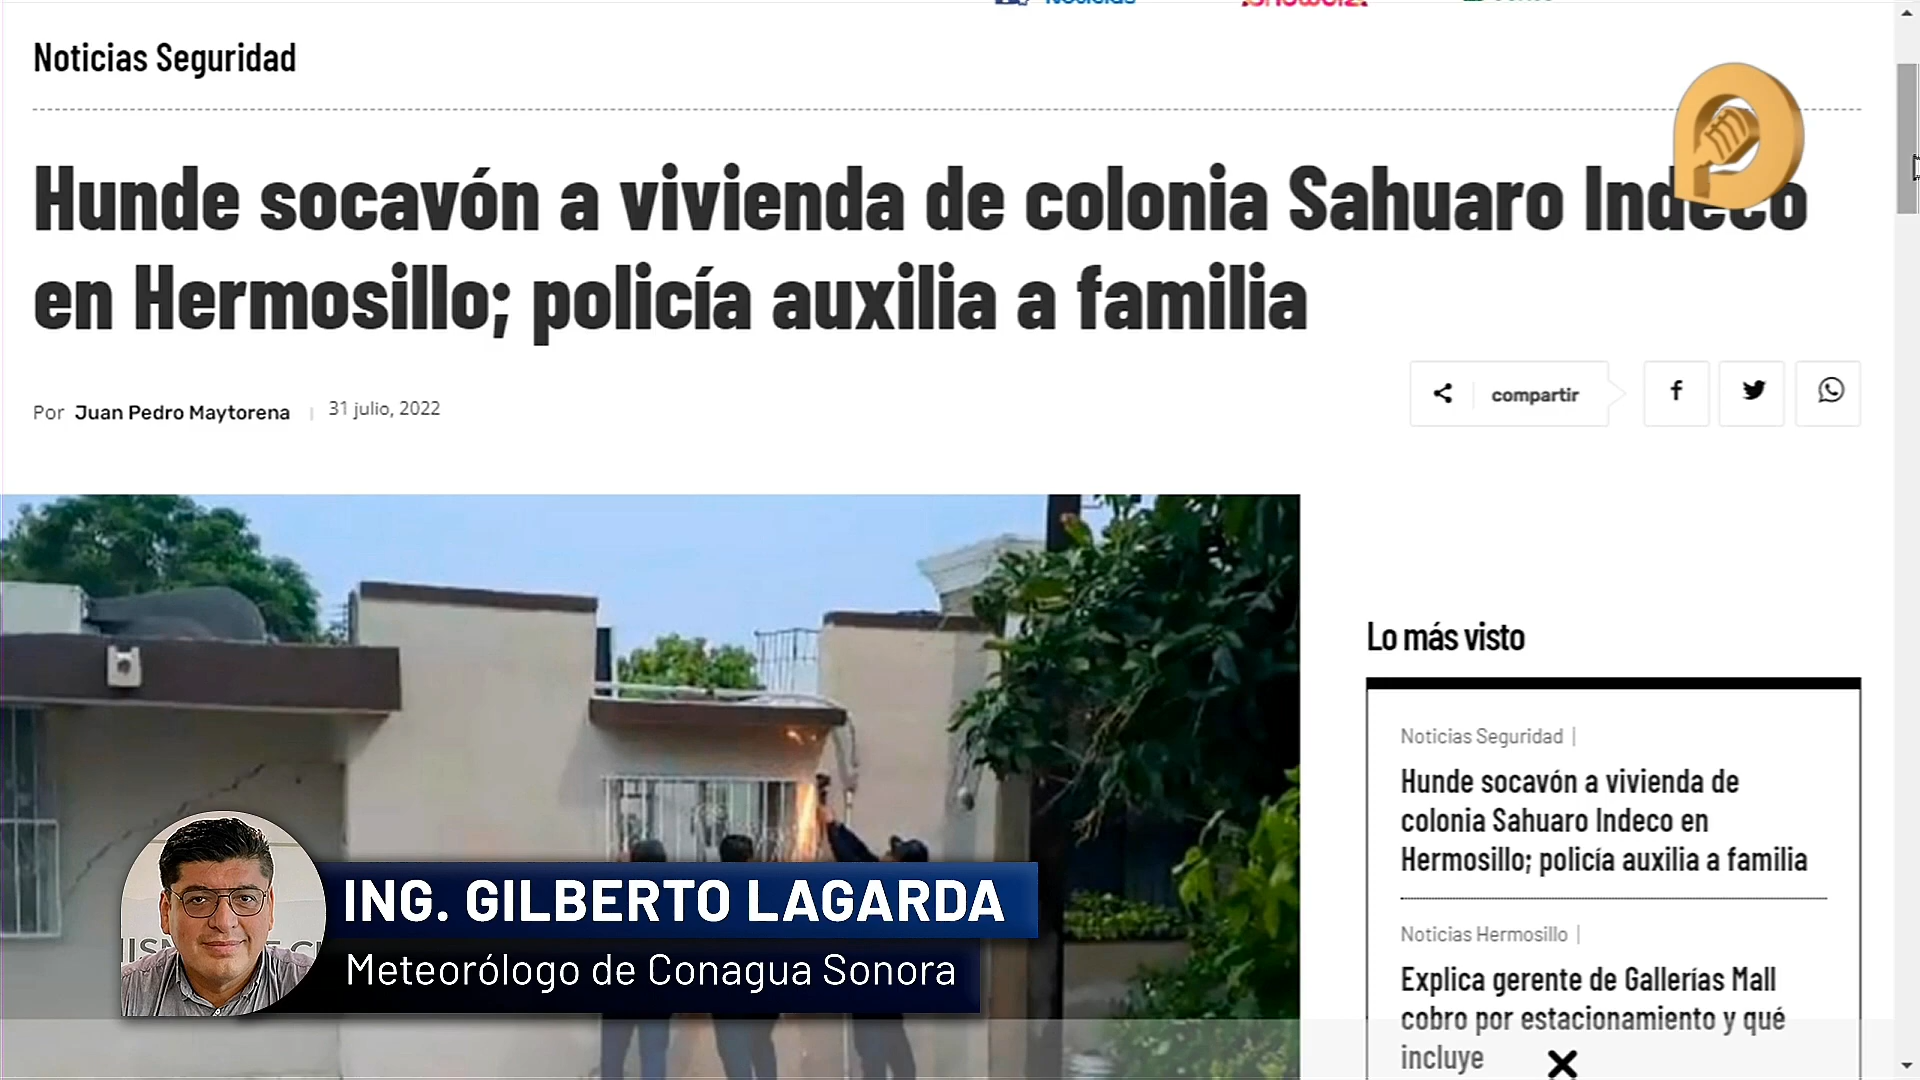 Noticias Seguridad
Hunde socavón a vivienda de colonia Sahuaro Indeco
en Hermosillo; policía auxilia a familia
Por Juan Pedro Maytorena | 31 julio, 2022
compartir
Lo más visto
Noticias Seguridad |
Hunde socavón a vivienda de
colonia Sahuaro Indeco en
Hermosillo; policía auxilia a familia
Noticias Hermosillo |
Explica gerente de Gallerías Mall
cobro por estacionamiento y qué
incluye
ING. GILBERTO LAGARDA
Meteorólogo de Conagua Sonora